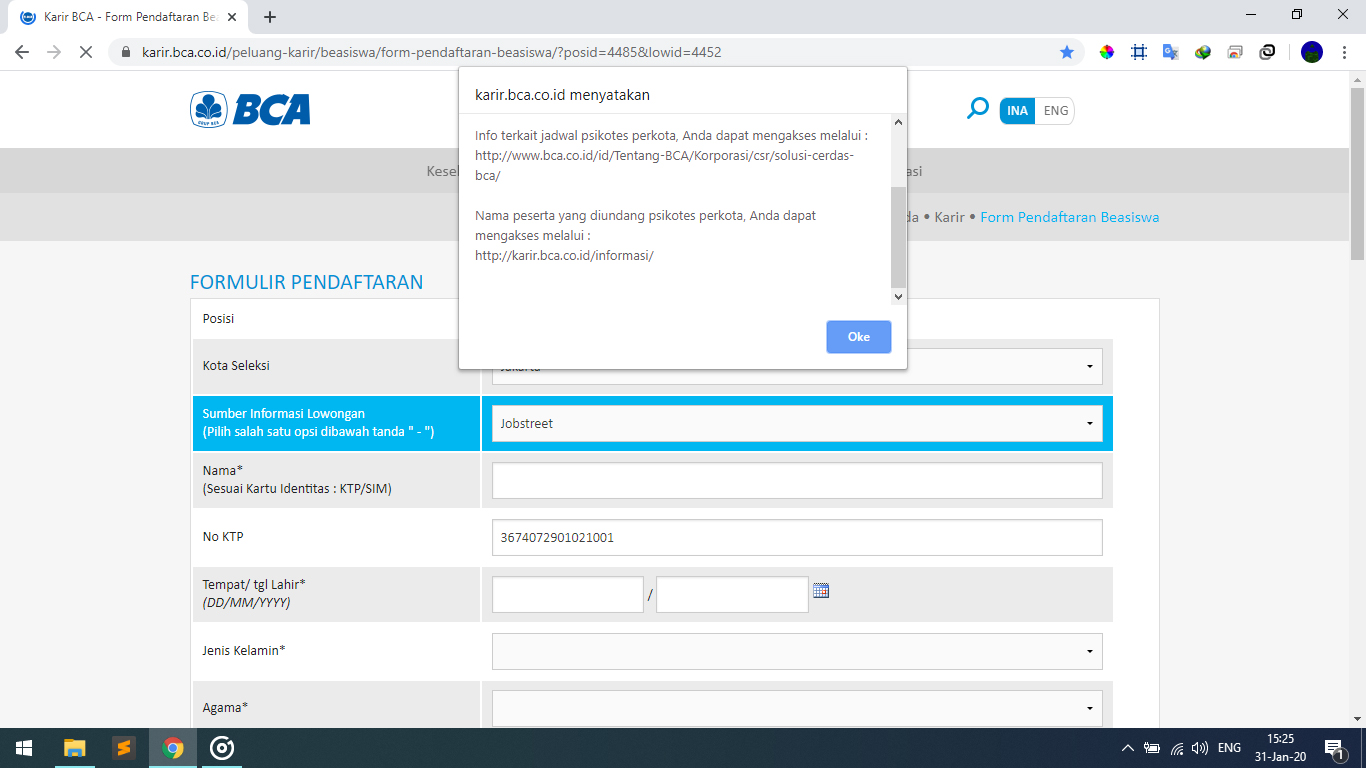 Karir BCA - Form Pendaftaran Be
karir.bca.co.id/peluang-karir/beasiswa/form-pendaftaran-beasiswa/?posid=4485&lowid=4452
BCA
INA ENG
karir.bca.co.id menyatakan
Info terkait jadwal psikotes perkota, Anda dapat mengakses melalui :
http://www.bca.co.id/id/Tentang-BCA/Korporasi/csr/solusi-cerdas-
bca/
Nama peserta yang diundang psikotes perkota, Anda dapat
mengakses melalui :
http://karir.bca.co.id/informasi/
Oke
Kesel
asi
da • Karir • Form Pendaftaran Beasiswa
FORMULIR PENDAFTARAN
Posisi
Kota Seleksi
Jakarta
Sumber Informasi Lowongan
(Pilih salah satu opsi dibawah tanda " - ")
Jobstreet
Nama*
(Sesuai Kartu Identitas : KTP/SIM)
No KTP
3674072901021001
Tempat/ tgl Lahir*
(DD/MM/YYYY)
/
Jenis Kelamin*
Agama*
ENG
15:25
31-Jan-20
1